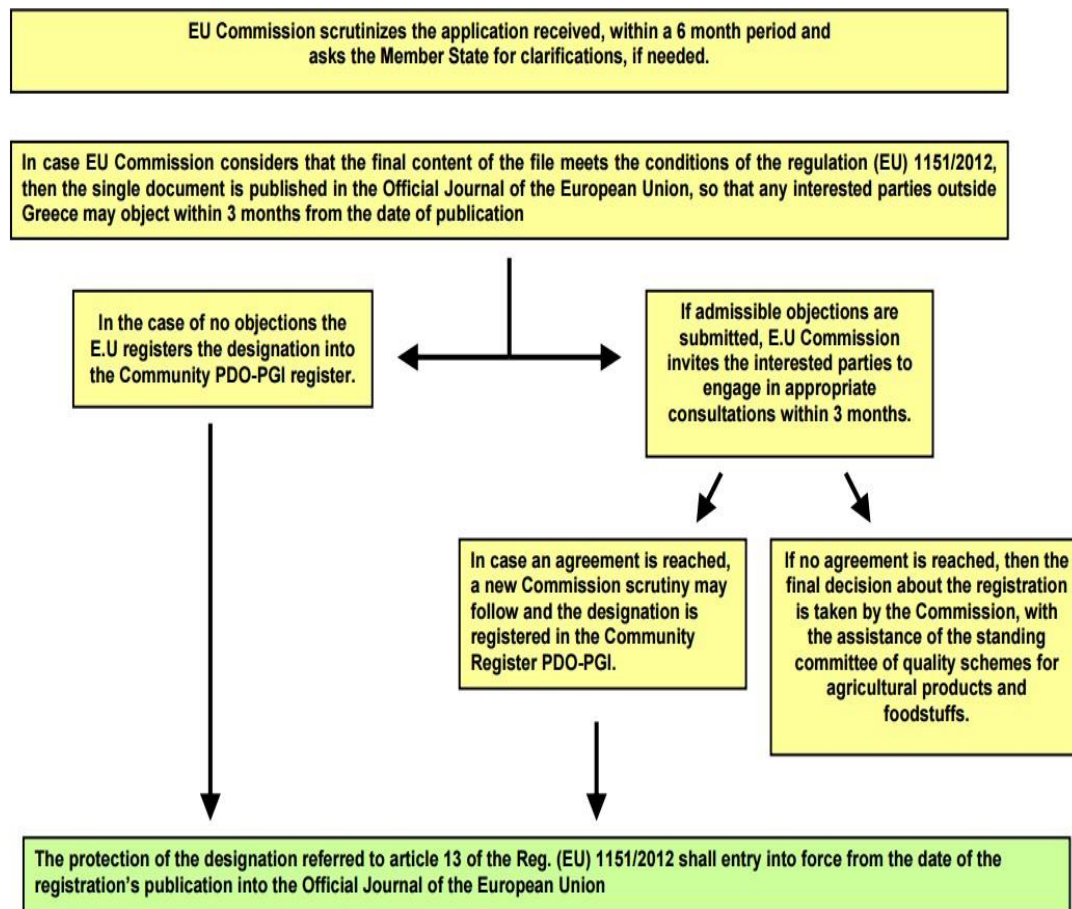 EU Commission scrutinizes the application received, within a 6 month period and
asks the Member State for clarifications, if needed.
In case EU Commission considers that the final content of the file meets the conditions of the regulation (EU) 1151/2012,
then the single document is published in the Official Journal of the European Union, so that any interested parties outside
Greece may object within 3 months from the date of publication
In the case of no objections the
E.U registers the designation into
the Community PDO-PGI register.
If admissible objections are
submitted, E.U Commission
invites the interested parties to
engage in appropriate
consultations within 3 months.
In case an agreement is reached,
a new Commission scrutiny may
follow and the designation is
registered in the Community
Register PDO-PGI.
If no agreement is reached, then the
final decision about the registration
is taken by the Commission, with
the assistance of the standing
committee of quality schemes for
agricultural products and
foodstuffs.
The protection of the designation referred to article 13 of the Reg. (EU) 1151/2012 shall entry into force from the date of the
registration's publication into the Official Journal of the European Union